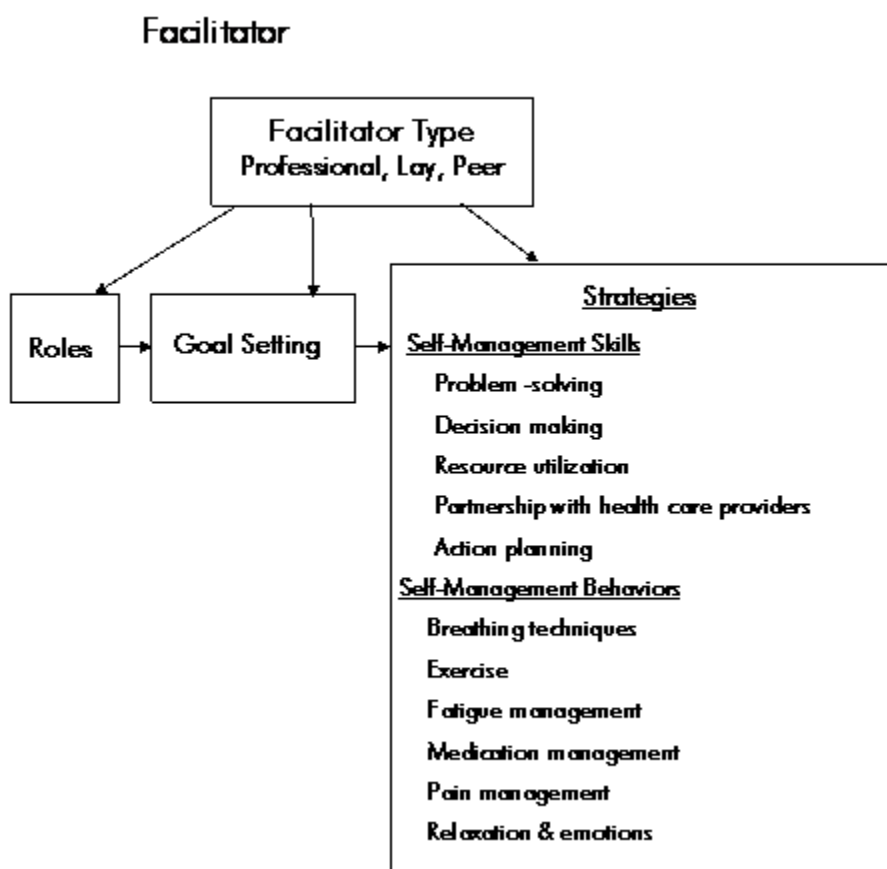 Facilitator
Facilitator Type
Professional, Lay, Peer
Roles
Goal Setting
Strategies
Self-Management Skills
Problem -solving
Decision making
Resource utilization
Partnership with health care providers
Action planning
Self-Management Behaviors
Breathing techniques
Exercise
Fatigue management
Medication management
Pain management
Relaxation & emotions